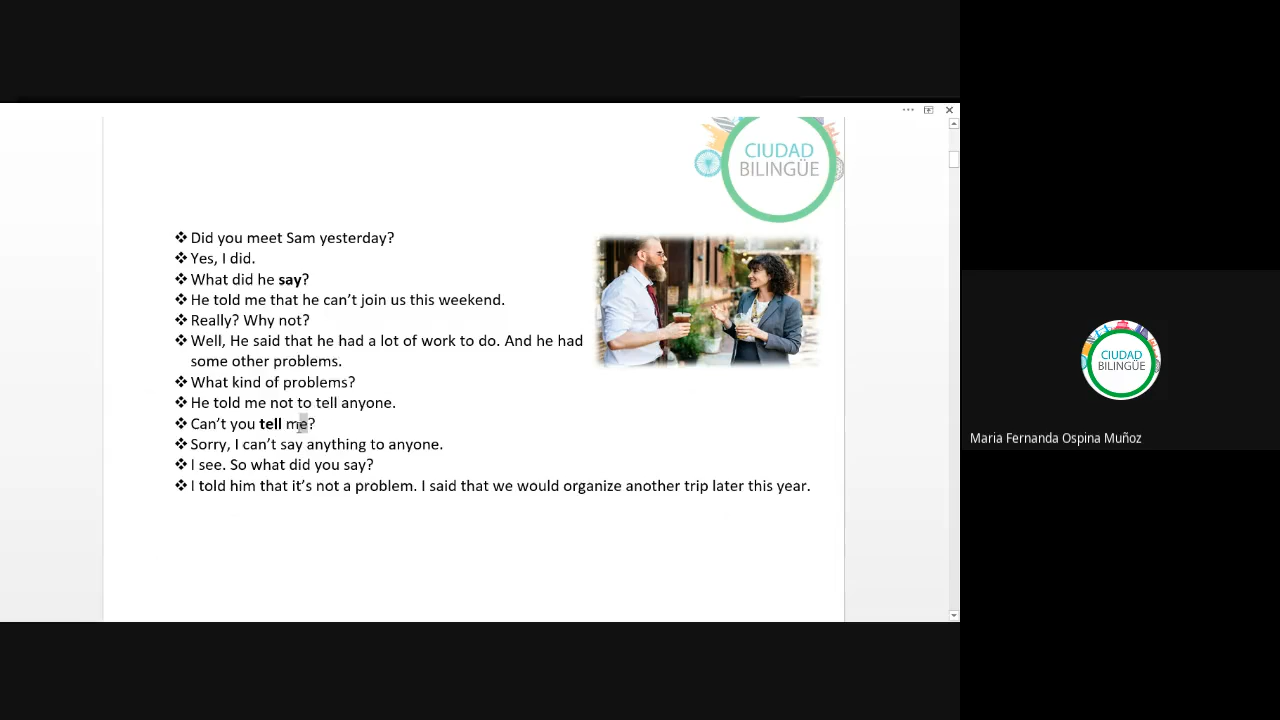 CIUDAD
BILINGÜE
❖ Did you meet Sam yesterday?
❖ Yes, I did.
❖ What did he say?
❖ He told me that he can't join us this weekend.
❖ Really? Why not?
❖ Well, He said that he had a lot of work to do. And he had
some other problems.
❖ What kind of problems?
❖ He told me not to tell anyone.
❖ Can't you tell me?
❖ Sorry, I can't say anything to anyone.
❖ I see. So what did you say?
❖ I told him that it's not a problem. I said that we would organize another trip later this year.
CIUDAD
BILINGÜE
Maria Fernanda Ospina Muñoz